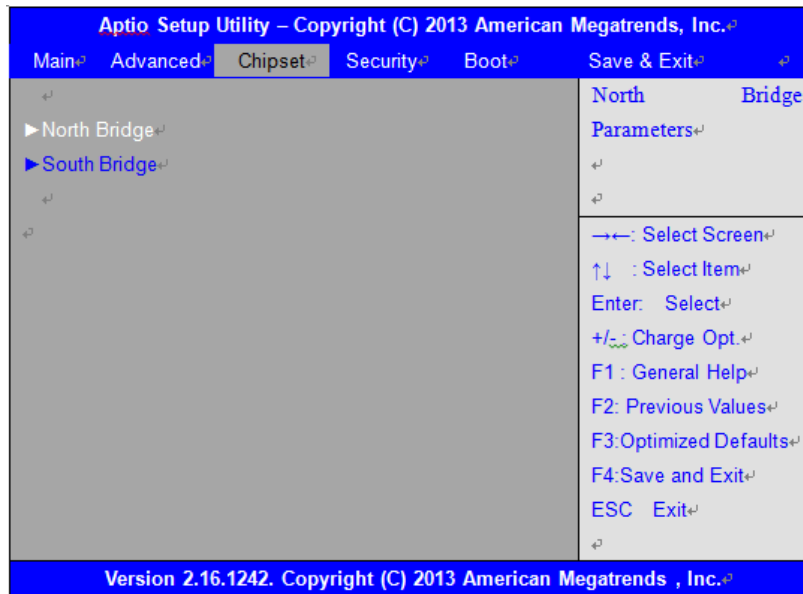 Aptio Setup Utility – Copyright (C) 2013 American Megatrends, Inc.
Main Advanced Chipset Security Boot Save & Exit
►North Bridge
►South Bridge
North Bridge
Parameters
→←: Select Screen
↑↓ : Select Item
Enter: Select
+/-: Charge Opt.
F1 : General Help
F2: Previous Values
F3:Optimized Defaults
F4:Save and Exit
ESC Exit
Version 2.16.1242. Copyright (C) 2013 American Megatrends , Inc.